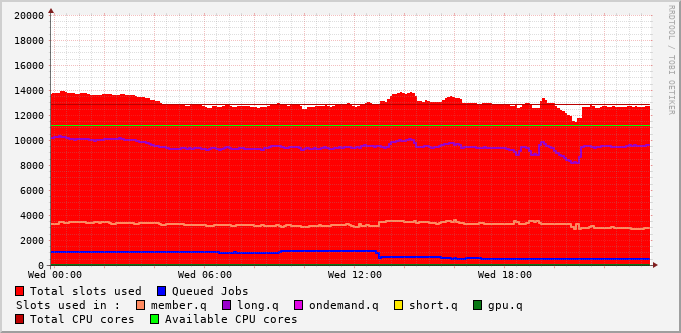 20000
18000
16000
14000
12000
10000
8000
6000
4000
2000
0
Wed 00:00 Wed 06:00 Wed 12:00 Wed 18:00
RRDTOOL / TOBI OETIKER
Total slots used Queued Jobs
Slots used in : member.q long.q ondemand.q short.q gpu.q
Total CPU cores Available CPU cores